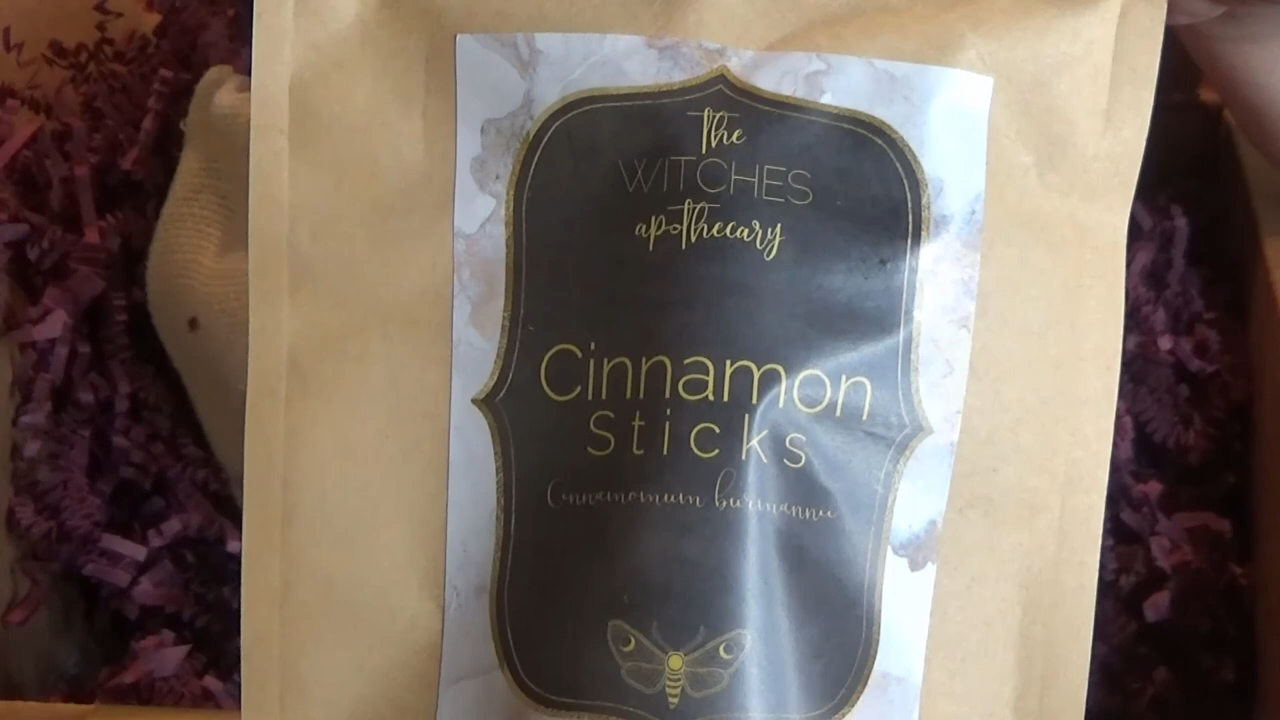 The
WITCHES
apothecary
Cinnamon
Sticks
Cinnamomum burmannii